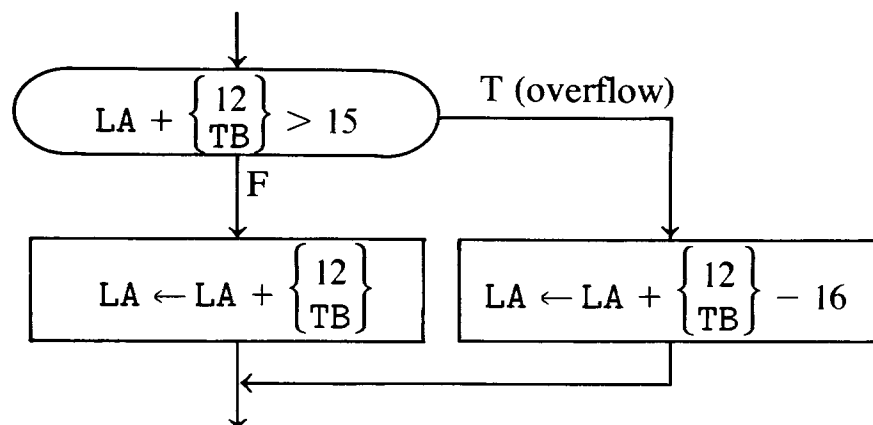 T (overflow)
LA + {12 TB} > 15
F
LA ← LA + {12 TB}
LA ← LA + {12 TB} − 16